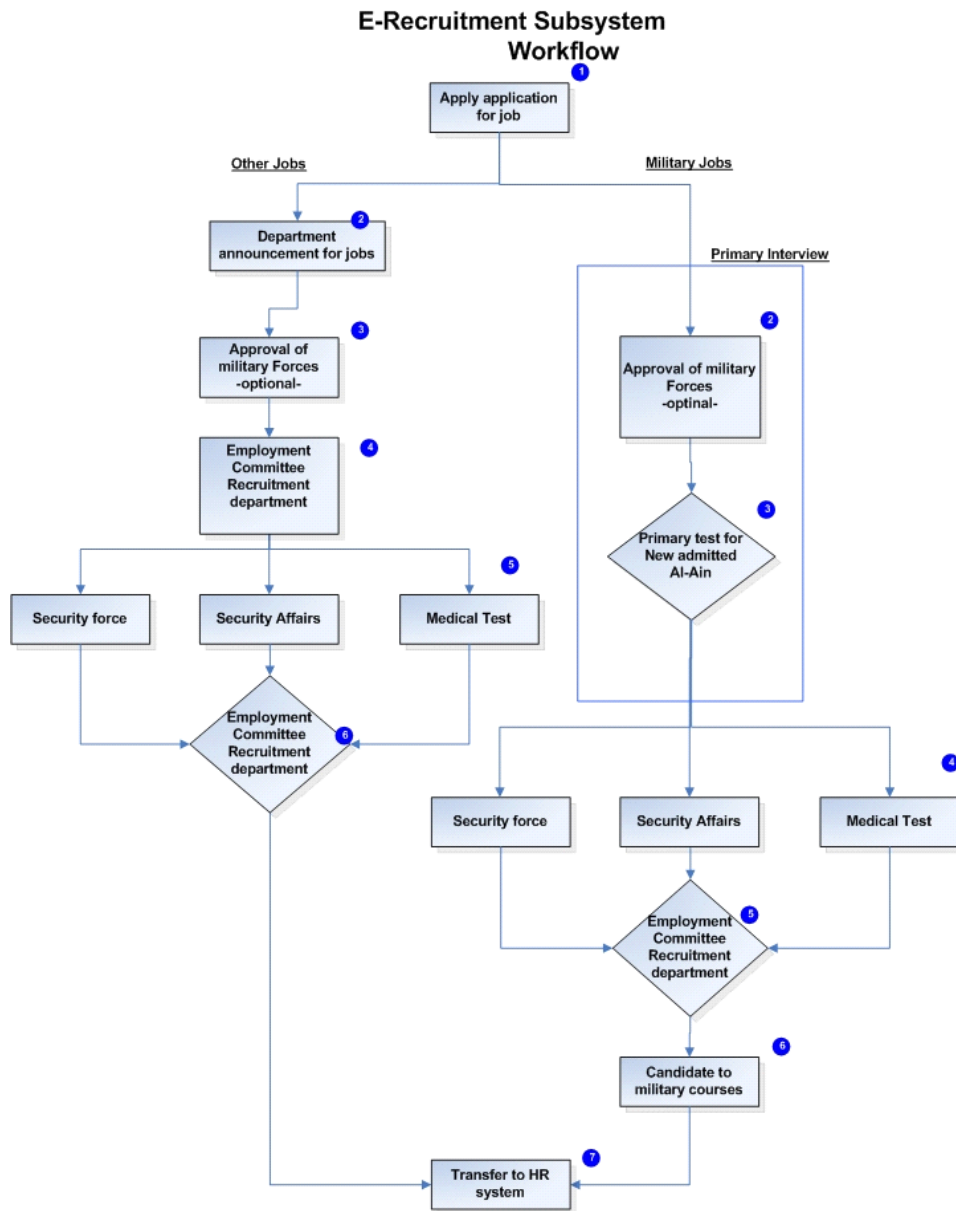 E-Recruitment Subsystem
Workflow
1
Apply application
for job
Other Jobs
Military Jobs
2
Department
announcement for jobs
Primary Interview
3
Approval of
military Forces
-optional-
2
Approval of military
Forces
-optinal-
4
Employment
Committee
Recruitment
department
3
Primary test for
New admitted
Al-Ain
5
Security force
Security Affairs
Medical Test
Employment
Committee
Recruitment
department
6
4
Security force
Security Affairs
Medical Test
5
Employment
Committee
Recruitment
department
6
Candidate to
military courses
7
Transfer to HR
system